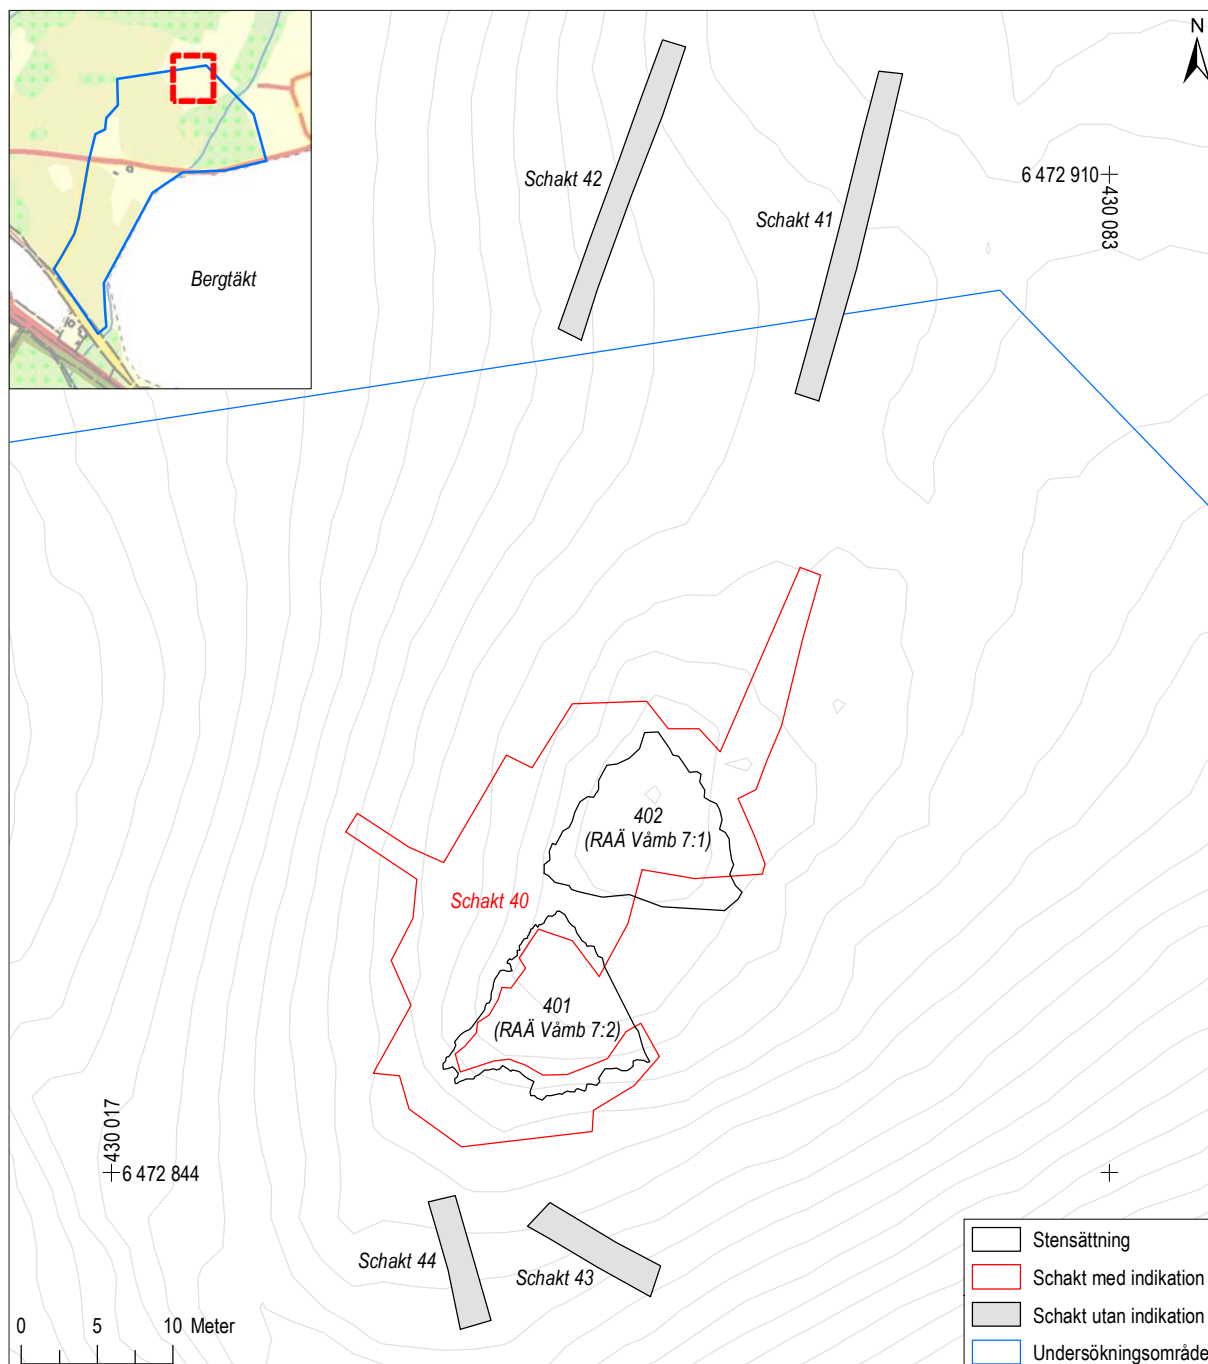 N
Schakt 42
6 472 910
430 083
Schakt 41
Bergtäkt
402
(RAÄ Våmb 7:1)
Schakt 40
401
(RAÄ Våmb 7:2)
430 017
6 472 844
Schakt 44
Schakt 43
0 5 10 Meter
Stensättning
Schakt med indikation
Schakt utan indikation
Undersökningsområde